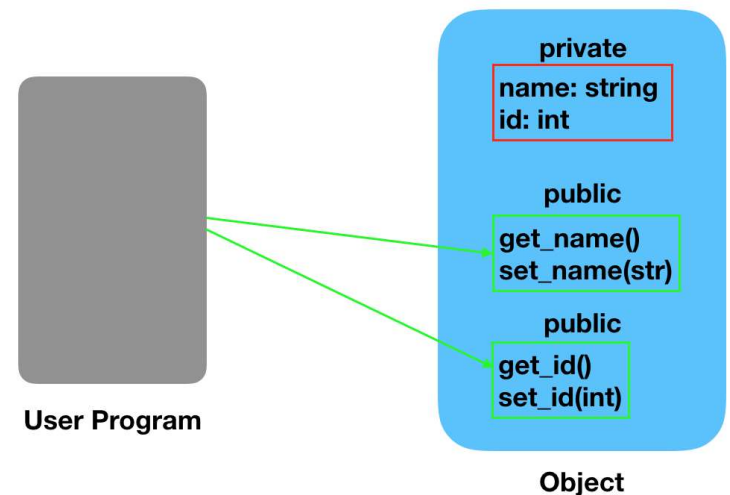 private
name: string
id: int
public
get_name()
set_name(str)
public
get_id()
set_id(int)
User Program
Object